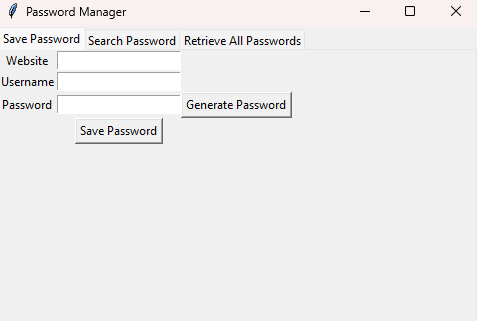 Password Manager
Save Password Search Password Retrieve All Passwords
Website
Username
Password Generate Password
Save Password